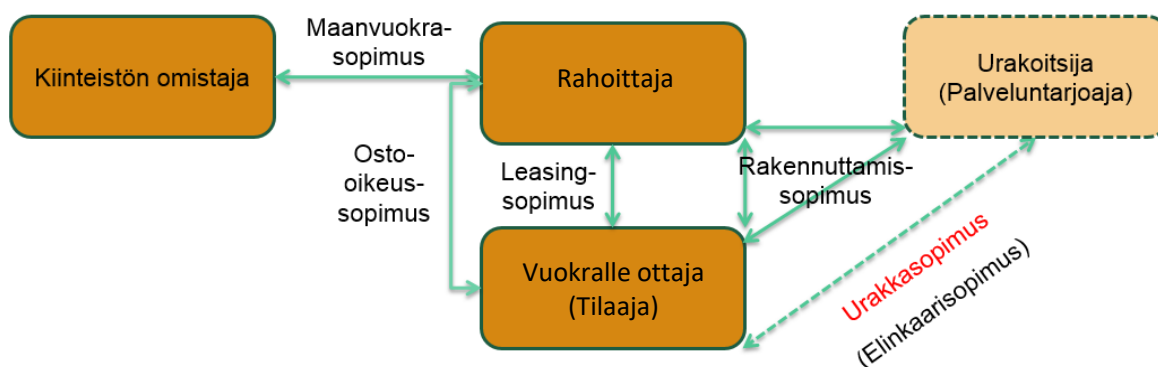 Kiinteistön omistaja
Maanvuokra-
sopimus
Rahoittaja
Urakoitsija
(Palveluntarjoaja)
Osto-
oikeus-
sopimus
Leasing-
sopimus
Rakennuttamis-
sopimus
Vuokralle ottaja
(Tilaaja)
Urakkasopimus
(Elinkaarisopimus)